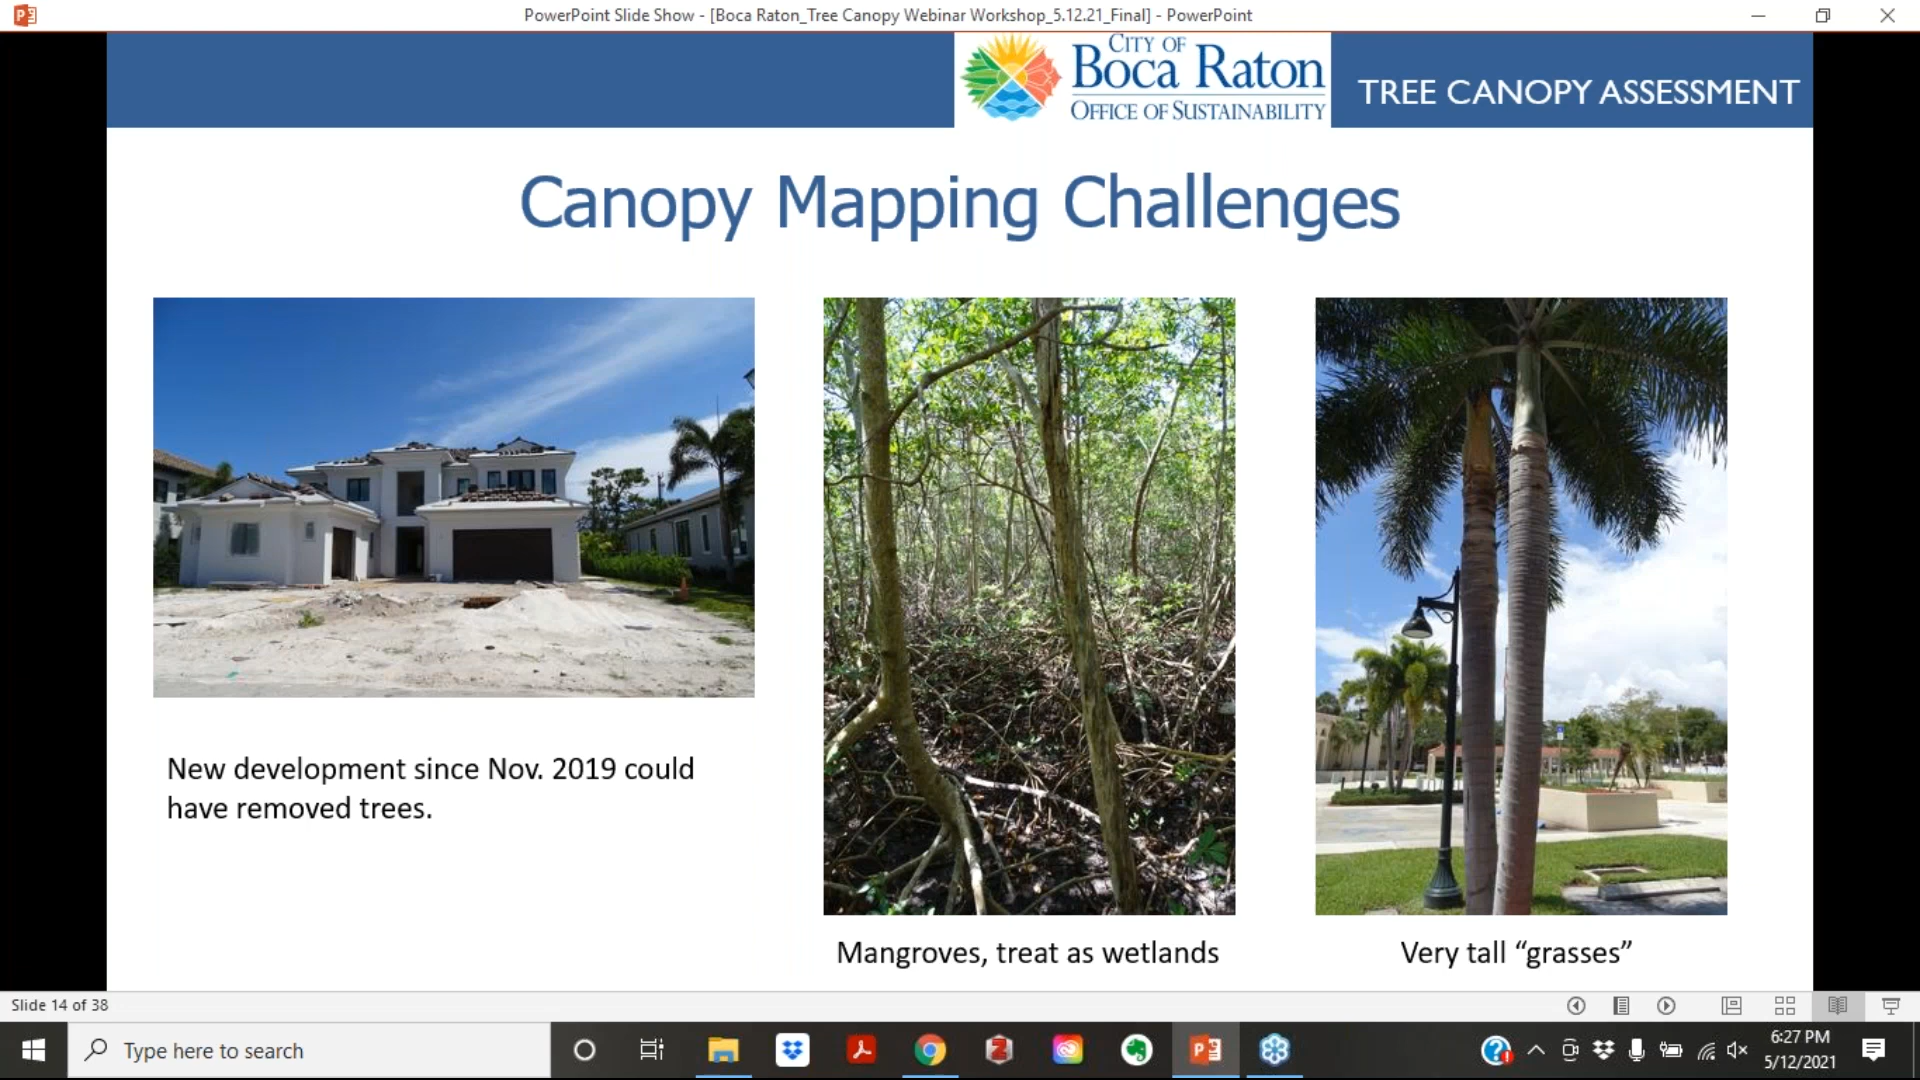 PowerPoint Slide Show - [Boca Raton_Tree Canopy Webinar Workshop_5.12.21_Final] - PowerPoint
CITY OF
Boca Raton
OFFICE OF SUSTAINABILITY
TREE CANOPY ASSESSMENT
Canopy Mapping Challenges
New development since Nov. 2019 could
have removed trees.
Mangroves, treat as wetlands
Very tall “grasses”
Slide 14 of 38
Type here to search
6:27 PM
5/12/2021